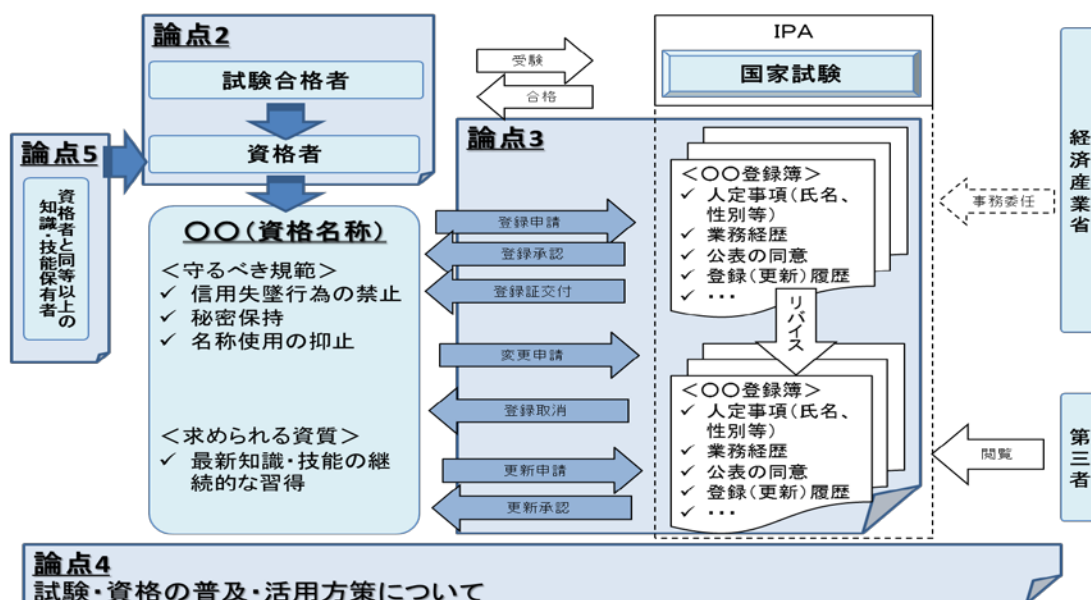 論点2
試験合格者
資格者
論点5
資格者と同等以上の
知識・技能保有者
〇〇(資格名称)
＜守るべき規範＞
✓ 信用失墜行為の禁止
✓ 秘密保持
✓ 名称使用の抑止
＜求められる資質＞
✓ 最新知識・技能の継
続的な習得
受験
合格
IPA
国家試験
論点3
登録申請
登録承認
登録証交付
変更申請
登録取消
更新申請
更新承認
＜〇〇登録簿＞
✓ 人定事項(氏名、
性別等)
✓ 業務経歴
✓ 公表の同意
✓ 登録(更新)履歴
✓ ・・・
リバイス
＜〇〇登録簿＞
✓ 人定事項(氏名、
性別等)
✓ 業務経歴
✓ 公表の同意
✓ 登録(更新)履歴
✓ ・・・
経済産業省
事務委任
第三者
閲覧
論点4
試験・資格の普及・活用方策について